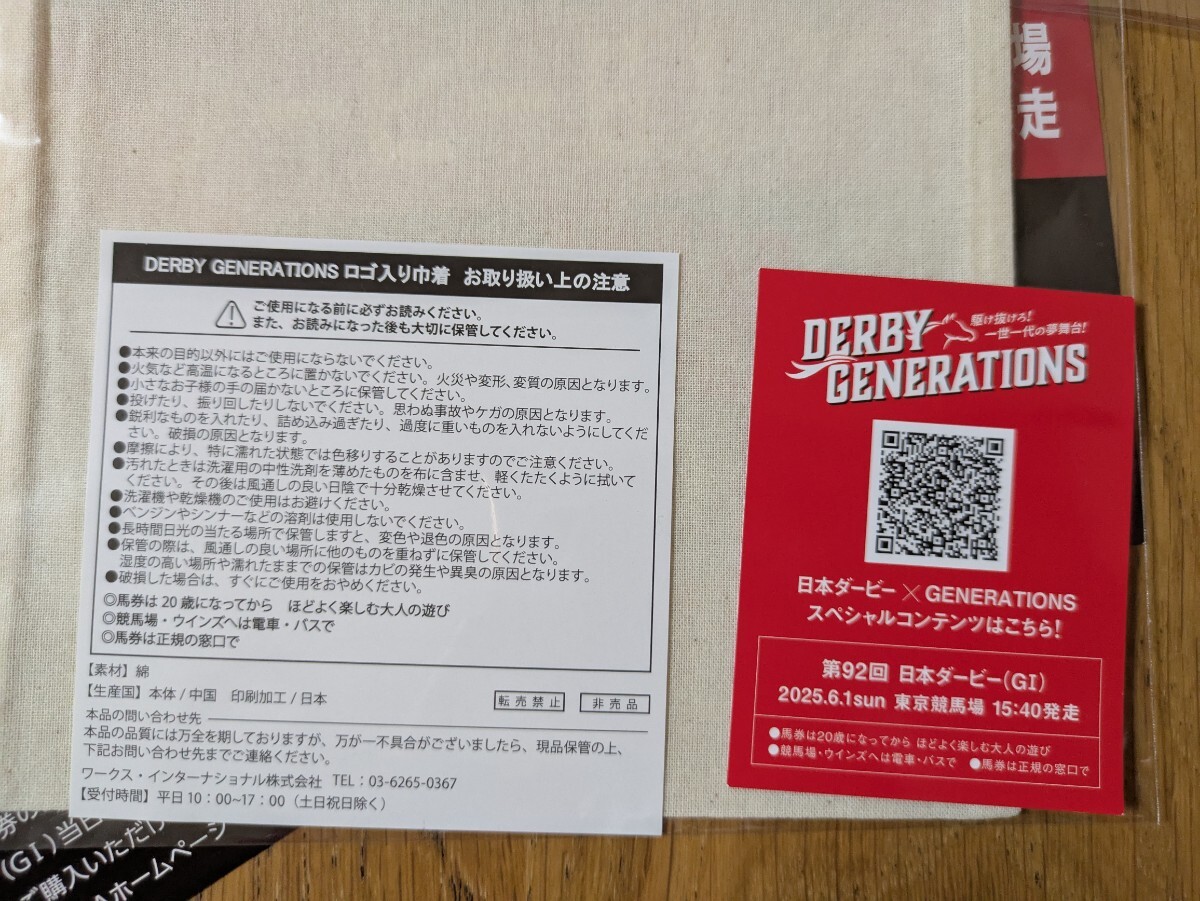 場
走
DERBY GENERATIONS ロゴ入り巾着 お取り扱い上の注意
ご使用になる前に必ずお読みください。
また、お読みになった後も大切に保管してください。
●本来の目的以外にはご使用にならないでください。
●火気など高温になるところに置かないでください。火災や変形、変質の原因となります。
●小さなお子様の手の届かないところに保管してください。
●投げたり、振り回したりしないでください。思わぬ事故やケガの原因となります。
●鋭利なものを入れたり、詰め込み過ぎたり、過度に重いものを入れないようにしてくだ
さい。破損の原因となります。
●摩擦により、特に濡れた状態では色移りすることがありますのでご注意ください。
●汚れたときは洗濯用の中性洗剤を薄めたものを布に含ませ、軽くたたくように拭いて
ください。その後は風通しの良い日陰で十分乾燥させてください。
●洗濯機や乾燥機のご使用はお避けください。
●ベンジンやシンナーなどの溶剤は使用しないでください。
●長時間日光の当たる場所で保管しますと、変色や退色の原因となります。
●保管の際は、風通しの良い場所に他のものを重ねずに保管してください。
湿度の高い場所や濡れたままでの保管はカビの発生や異臭の原因となります。
●破損した場合は、すぐにご使用をおやめください。
◎馬券は20歳になってから ほどよく楽しむ大人の遊び
◎競馬場・ウインズへは電車・バスで
◎馬券は正規の窓口で
【素材】綿
【生産国】本体/中国 印刷加工/日本
転売禁止 非売品
本品の問い合わせ先
本品の品質には万全を期しておりますが、万が一不具合がございましたら、現品保管の上、
下記お問い合わせ先までご連絡ください。
ワークス・インターナショナル株式会社 TEL：03-6265-0367
【受付時間】平日10：00~17：00（土日祝日除く）
DERBY GENERATIONS
駆け抜けろ!
一世一代の夢舞台!
日本ダービー×GENERATIONS
スペシャルコンテンツはこちら!
第92回 日本ダービー(GI)
2025.6.1sun 東京競馬場 15:40発走
●馬券は20歳になってから ほどよく楽しむ大人の遊び
●競馬場・ウインズへは電車・バスで ●馬券は正規の窓口で
券の
(GI)当日
ご購入いただけ
Aホームページ